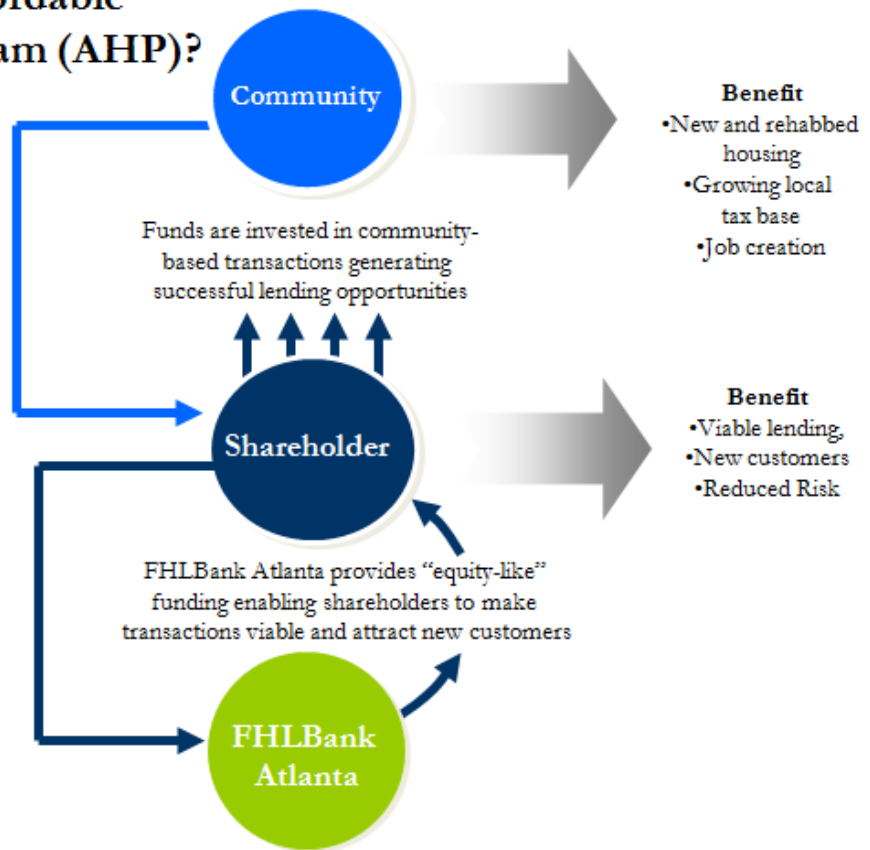 ordable
am (AHP)?
Community
Benefit
•New and rehabbed
housing
•Growing local
tax base
•Job creation
Funds are invested in community-
based transactions generating
successful lending opportunities
Shareholder
Benefit
•Viable lending,
•New customers
•Reduced Risk
FHLBank Atlanta provides “equity-like”
funding enabling shareholders to make
transactions viable and attract new customers
FHLBank
Atlanta